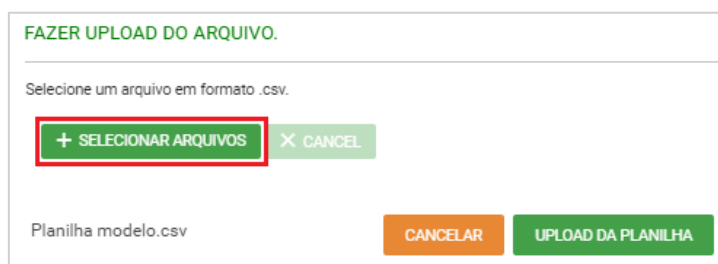 FAZER UPLOAD DO ARQUIVO.
Selecione um arquivo em formato .csv.
+ SELECIONAR ARQUIVOS X CANCEL
Planilha modelo.csv CANCELAR UPLOAD DA PLANILHA